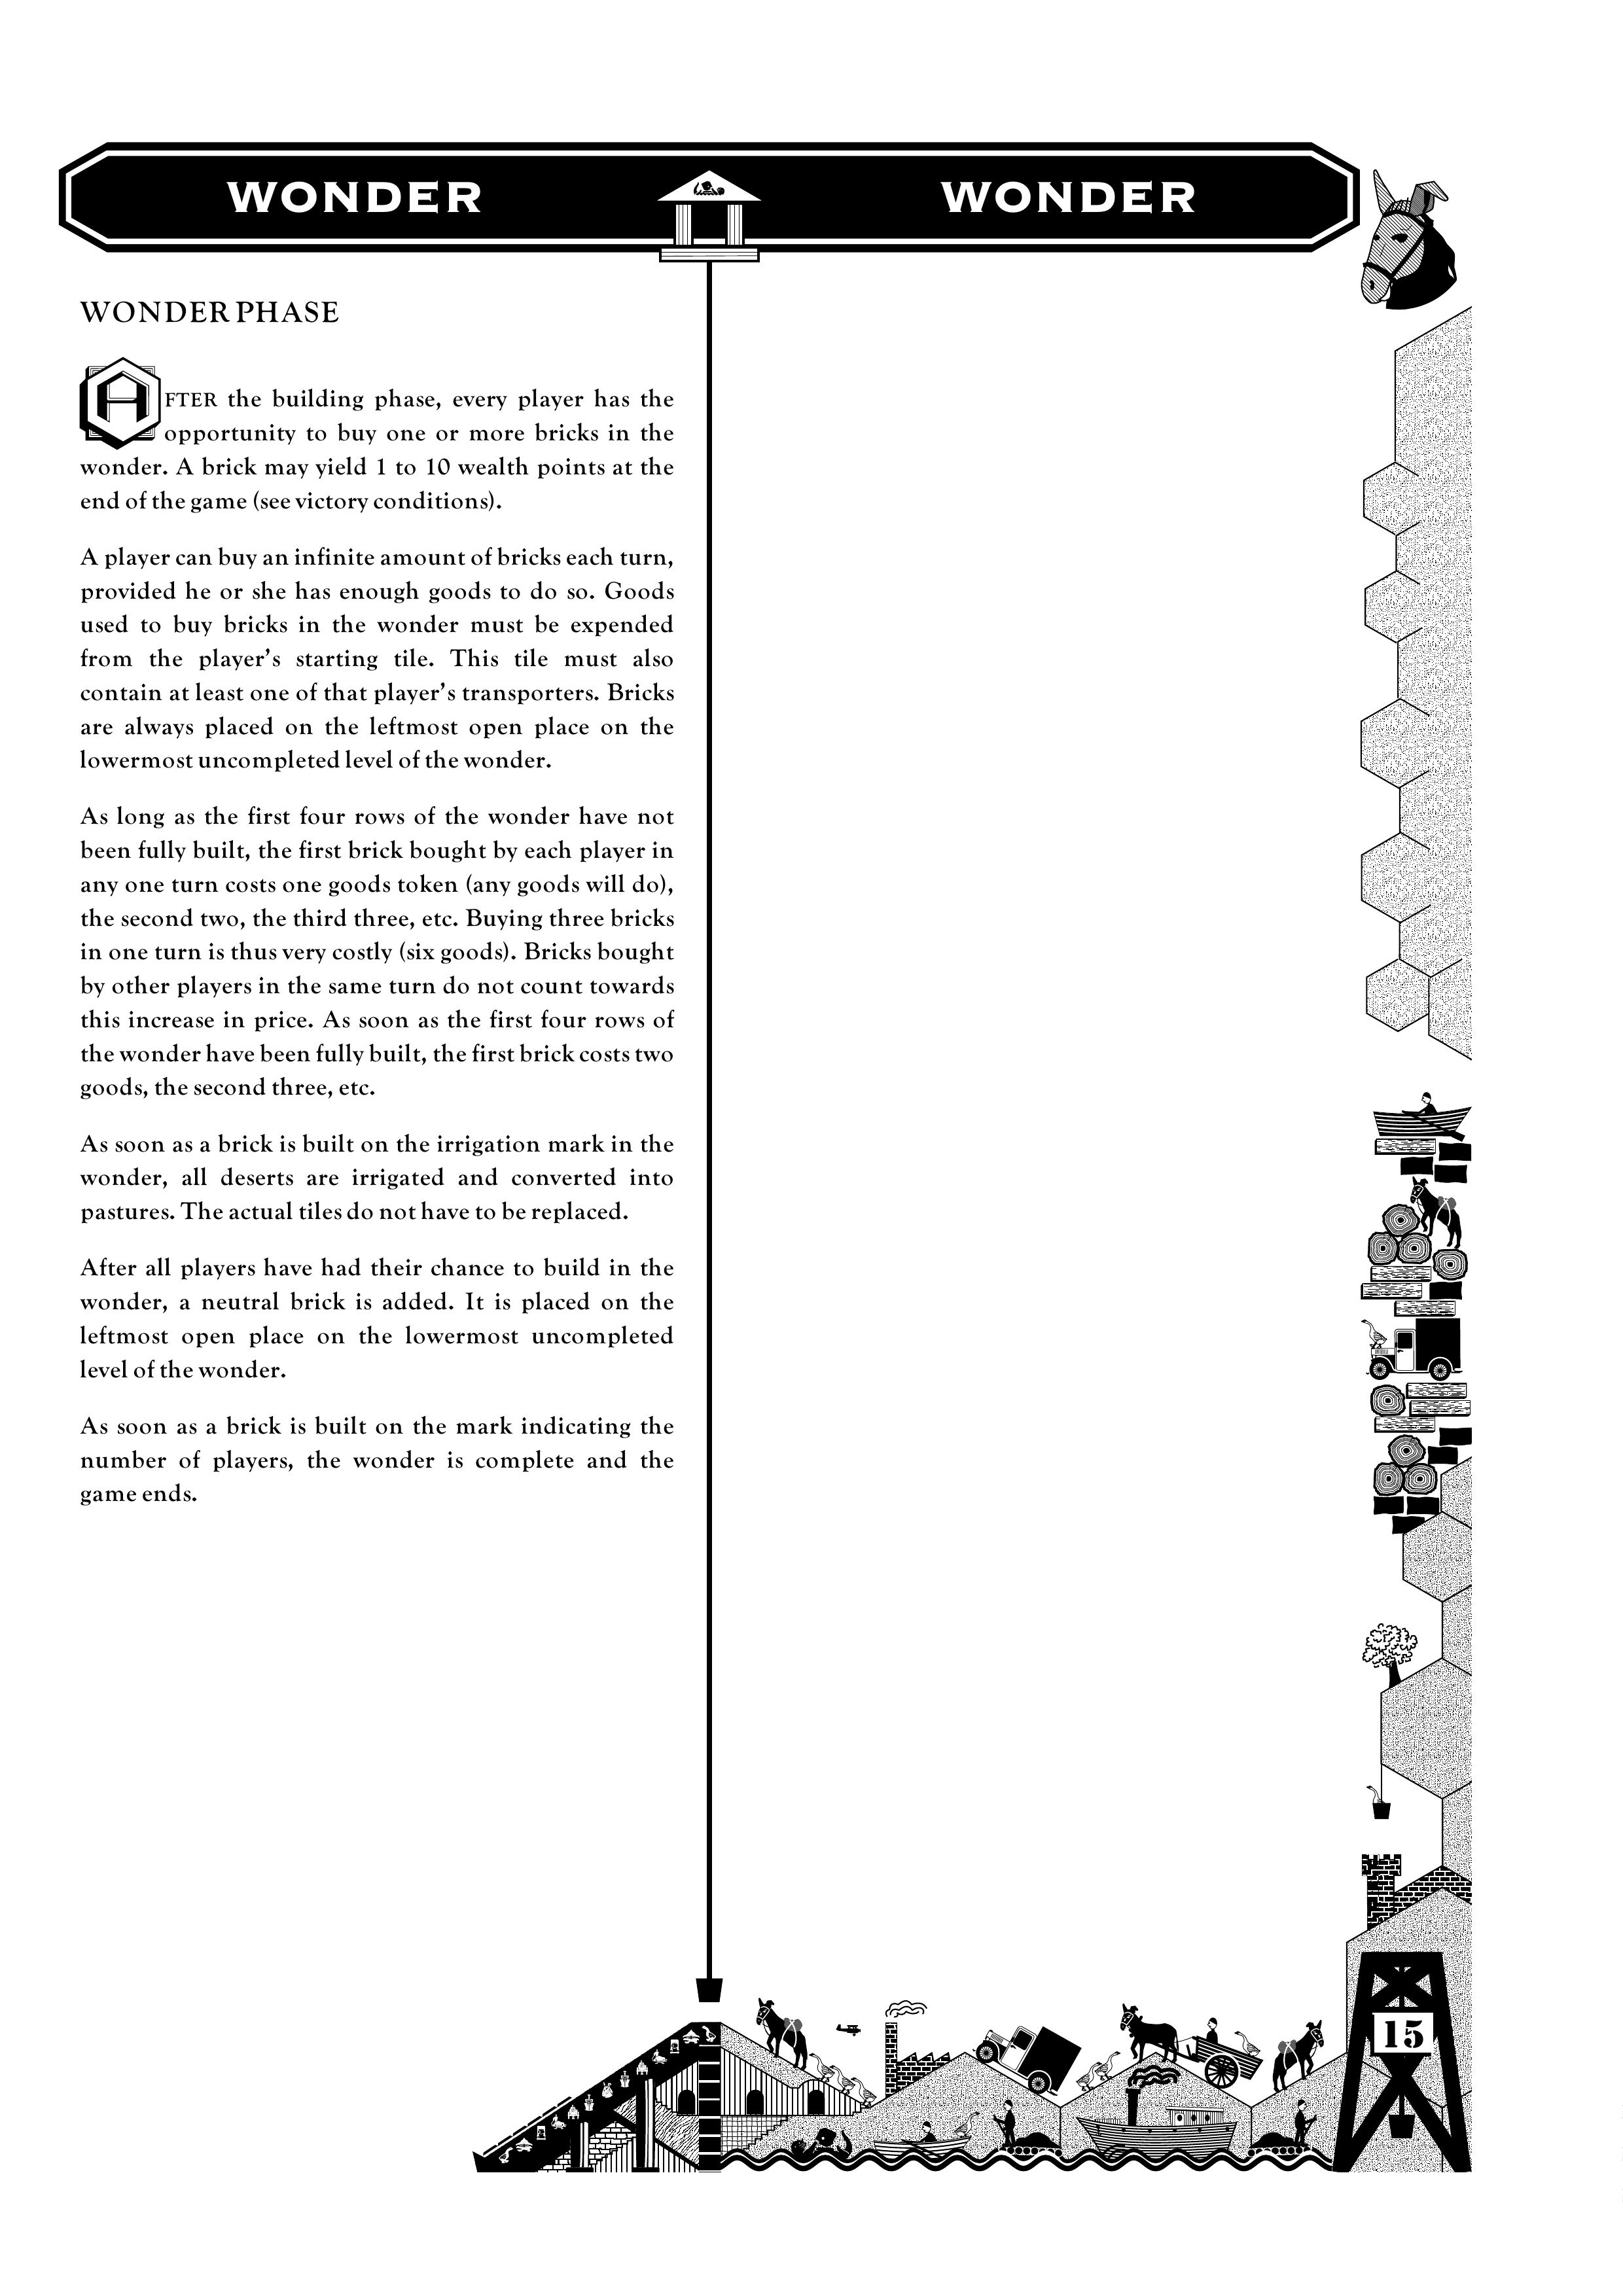 WONDER WONDER
WONDER PHASE
AFTER the building phase, every player has the
opportunity to buy one or more bricks in the
wonder. A brick may yield 1 to 10 wealth points at the
end of the game (see victory conditions).
A player can buy an infinite amount of bricks each turn,
provided he or she has enough goods to do so. Goods
used to buy bricks in the wonder must be expended
from the player's starting tile. This tile must also
contain at least one of that player's transporters. Bricks
are always placed on the leftmost open place on the
lowermost uncompleted level of the wonder.
As long as the first four rows of the wonder have not
been fully built, the first brick bought by each player in
any one turn costs one goods token (any goods will do),
the second two, the third three, etc. Buying three bricks
in one turn is thus very costly (six goods). Bricks bought
by other players in the same turn do not count towards
this increase in price. As soon as the first four rows of
the wonder have been fully built, the first brick costs two
goods, the second three, etc.
As soon as a brick is built on the irrigation mark in the
wonder, all deserts are irrigated and converted into
pastures. The actual tiles do not have to be replaced.
After all players have had their chance to build in the
wonder, a neutral brick is added. It is placed on the
leftmost open place on the lowermost uncompleted
level of the wonder.
As soon as a brick is built on the mark indicating the
number of players, the wonder is complete and the
game ends.
15